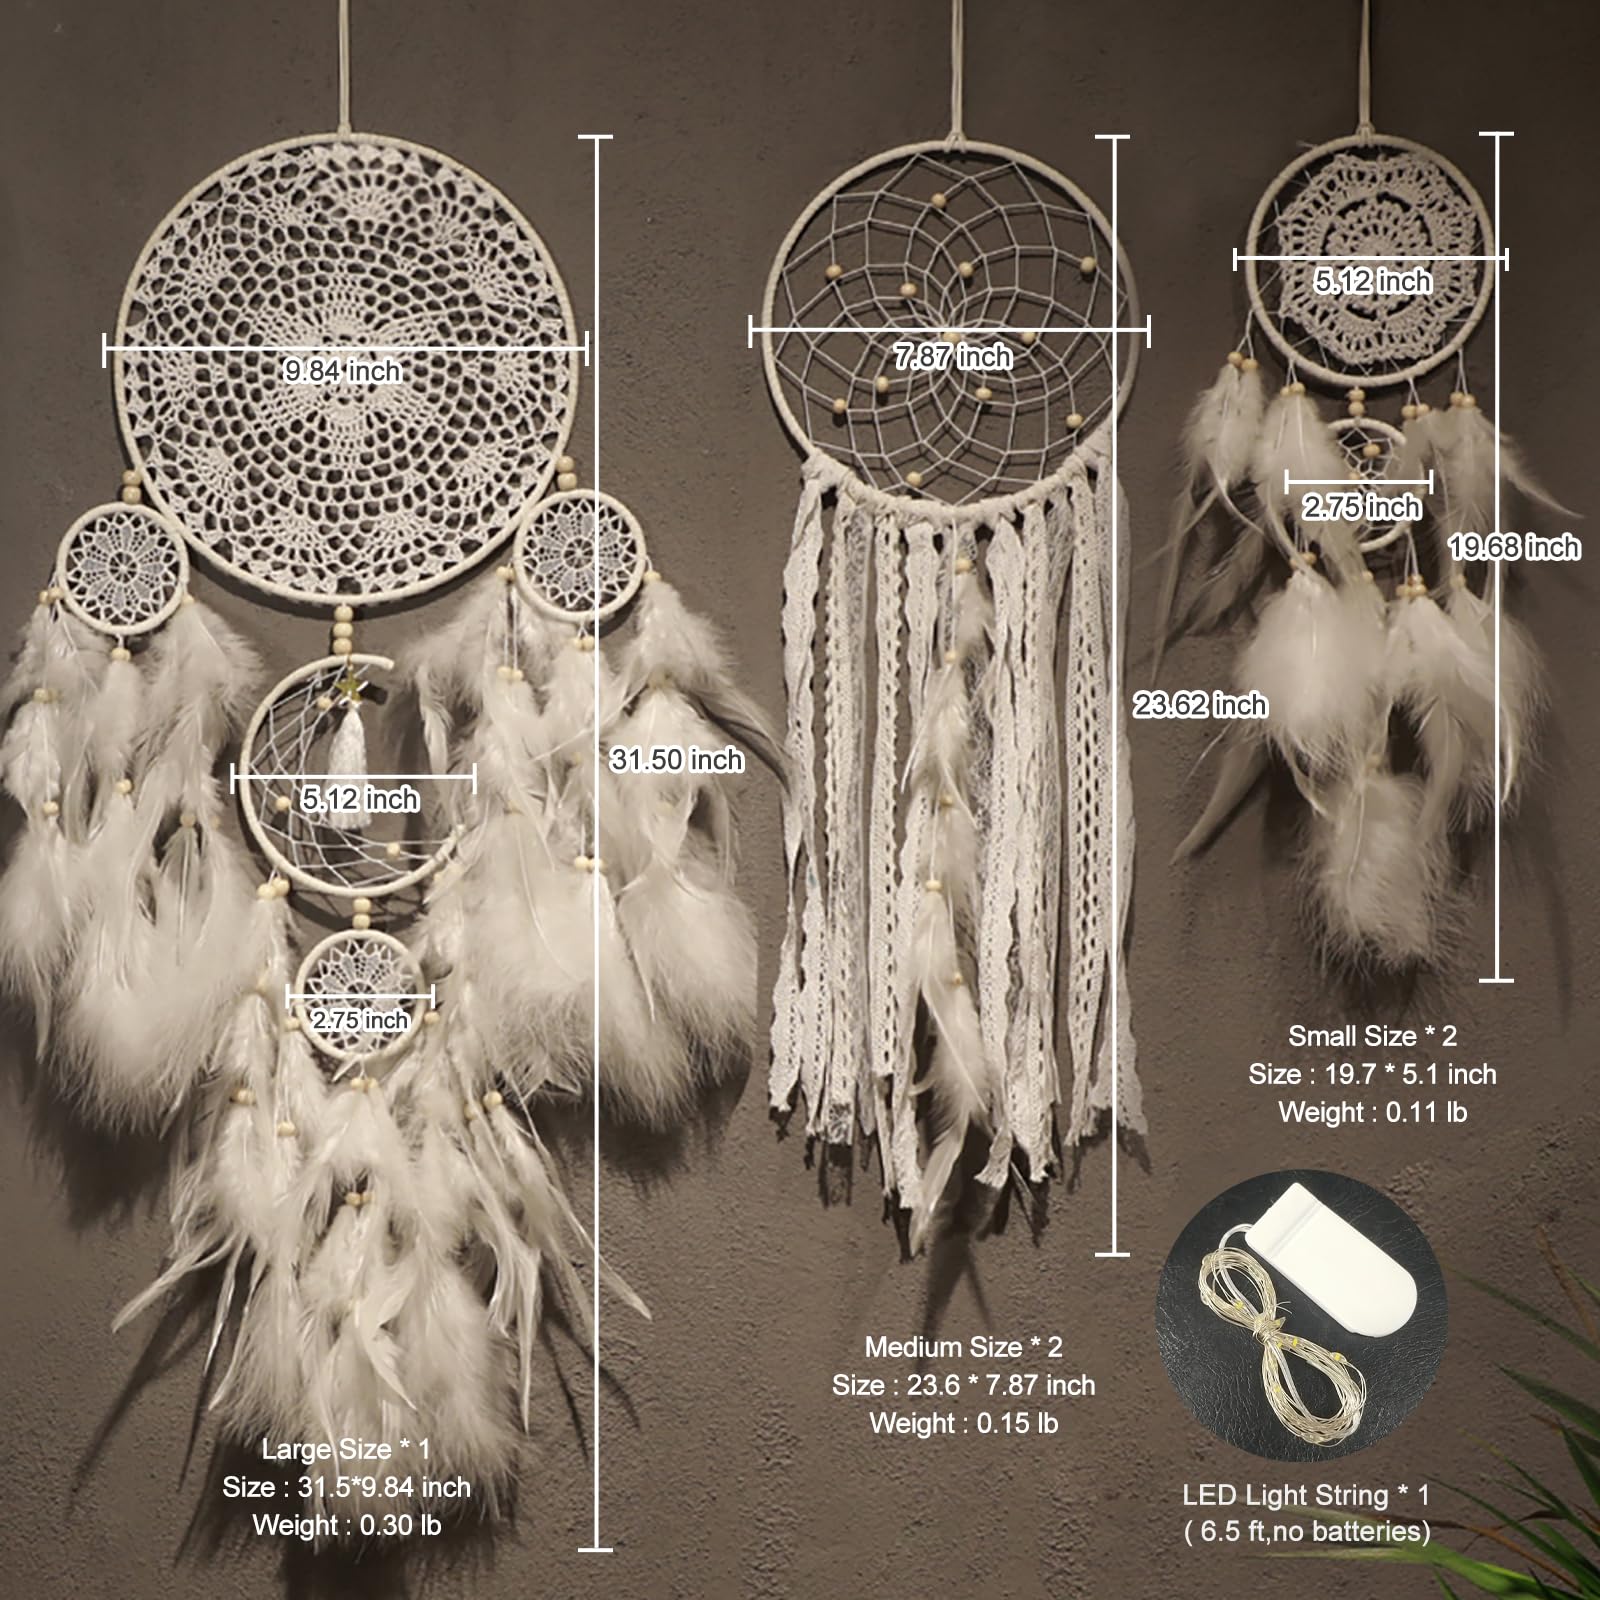 9.84 inch
7.87 inch
5.12 inch
2.75 inch
19.68 inch
23.62 inch
31.50 inch
5.12 inch
2.75 inch
Small Size * 2
Size : 19.7 * 5.1 inch
Weight : 0.11 lb
Medium Size * 2
Size : 23.6 * 7.87 inch
Weight : 0.15 lb
Large Size * 1
Size : 31.5*9.84 inch
Weight : 0.30 lb
LED Light String * 1
( 6.5 ft,no batteries)